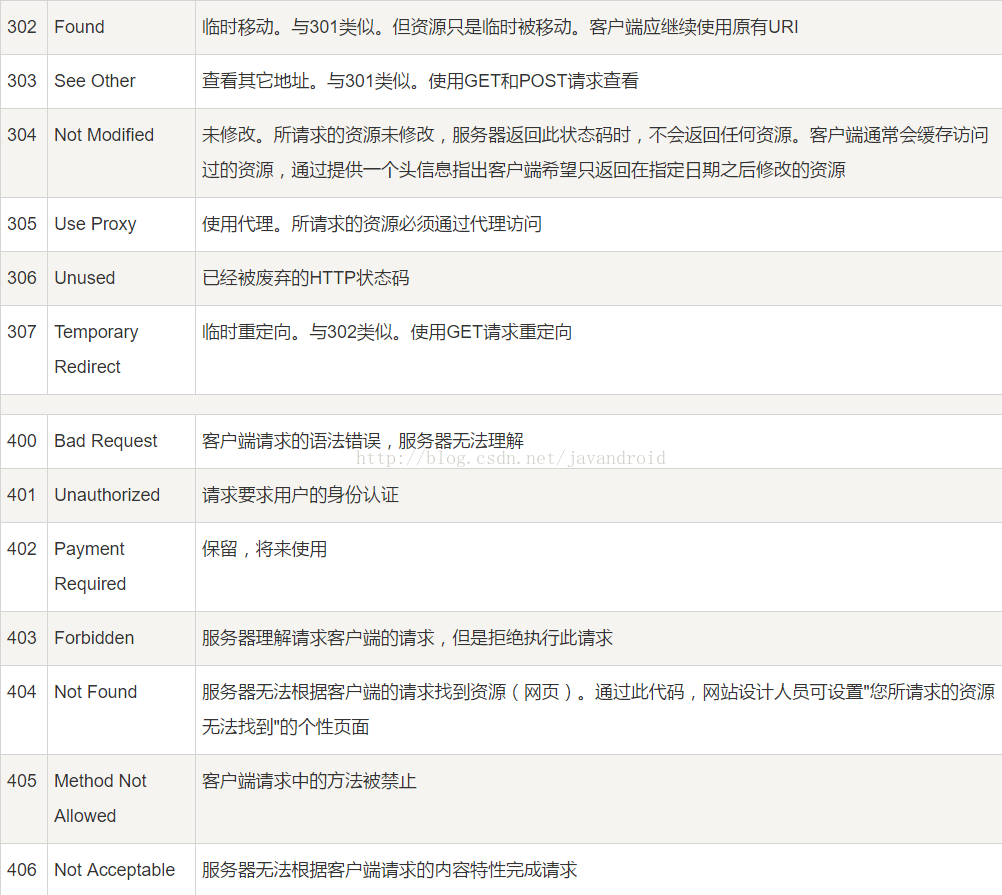 302 Found 临时移动。与301类似。但资源只是临时被移动。客户端应继续使用原有URI
303 See Other 查看其它地址。与301类似。使用GET和POST请求查看
304 Not Modified 未修改。所请求的资源未修改，服务器返回此状态码时，不会返回任何资源。客户端通常会缓存访问
过的资源，通过提供一个头信息指出客户端希望只返回在指定日期之后修改的资源
305 Use Proxy 使用代理。所请求的资源必须通过代理访问
306 Unused 已经被废弃的HTTP状态码
307 Temporary 临时重定向。与302类似。使用GET请求重定向
Redirect
400 Bad Request 客户端请求的语法错误，服务器无法理解
http://blog.csdn.net/javandroid
401 Unauthorized 请求要求用户的身份认证
402 Payment 保留，将来使用
Required
403 Forbidden 服务器理解请求客户端的请求，但是拒绝执行此请求
404 Not Found 服务器无法根据客户端的请求找到资源（网页）。通过此代码，网站设计人员可设置"您所请求的资源
无法找到"的个性页面
405 Method Not 客户端请求中的方法被禁止
Allowed
406 Not Acceptable 服务器无法根据客户端请求的内容特性完成请求